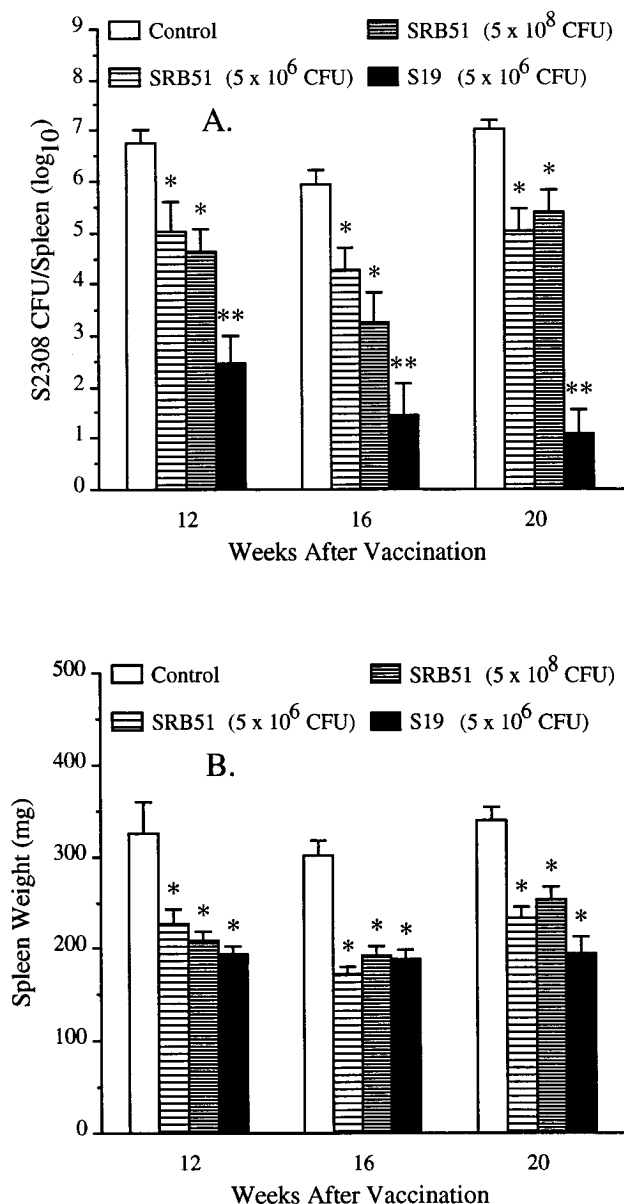 9
8
7
6
5
4
3
2
1
0
S2308 CFU/Spleen (log10)
Control
SRB51 (5 x 10^8 CFU)
SRB51 (5 x 10^6 CFU)
S19 (5 x 10^6 CFU)
A.
* * **
* * **
* * **
12 16 20
Weeks After Vaccination
500
400
300
200
100
0
Spleen Weight (mg)
Control
SRB51 (5 x 10^8 CFU)
SRB51 (5 x 10^6 CFU)
S19 (5 x 10^6 CFU)
B.
* * *
* * *
* * *
12 16 20
Weeks After Vaccination